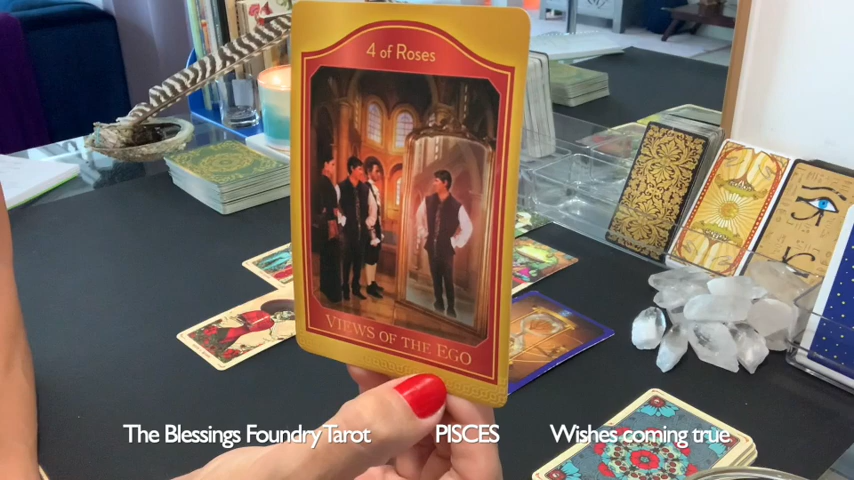 4 of Roses
VIEWS OF THE EGO
The Blessings Foundry Tarot PISCES Wishes coming true